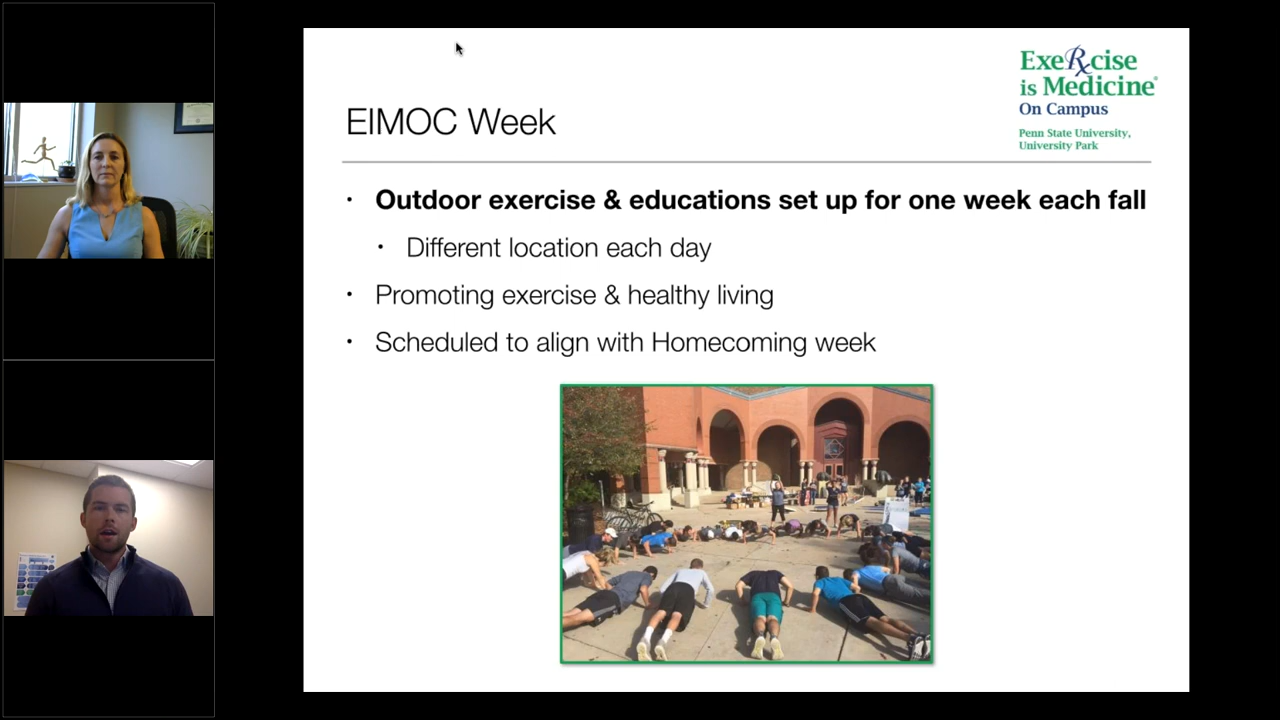 ExeRxcise
is Medicine®
On Campus
Penn State University,
University Park
EIMOC Week
• Outdoor exercise & educations set up for one week each fall
• Different location each day
• Promoting exercise & healthy living
• Scheduled to align with Homecoming week